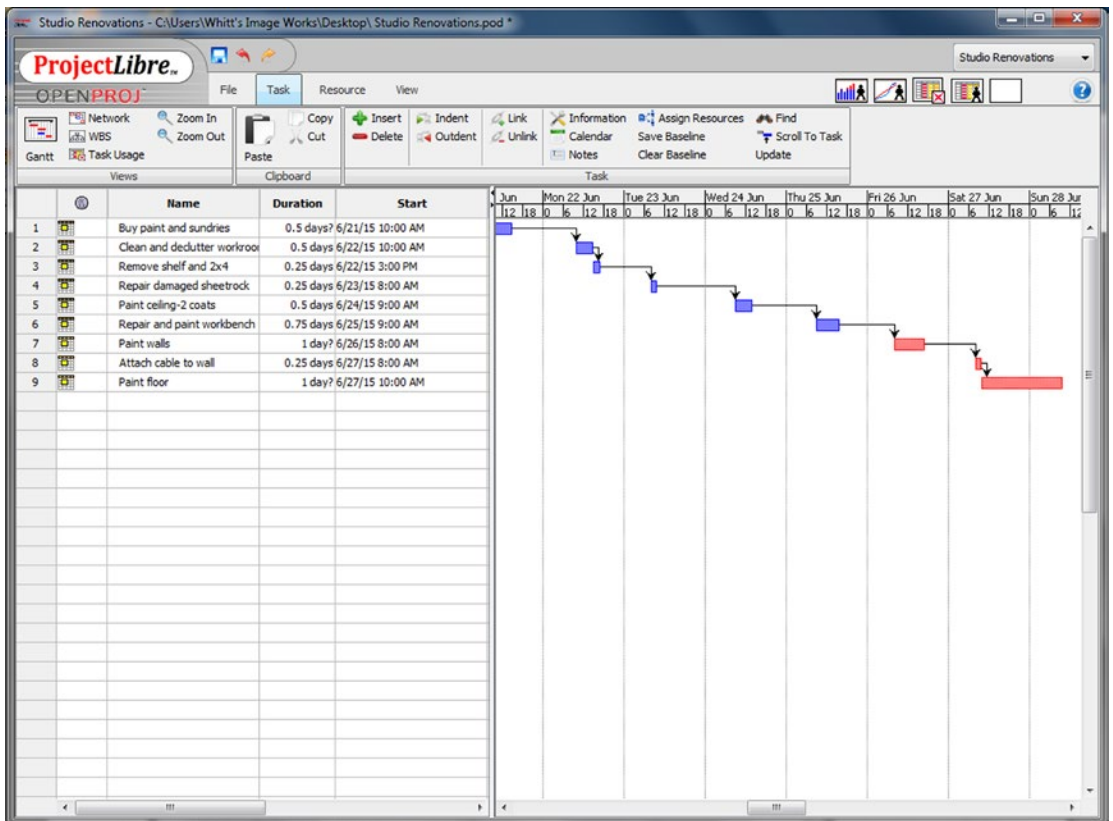 Studio Renovations - C:\Users\Whitt's Image Works\Desktop\ Studio Renovations.pod *
ProjectLibre™
OPENPROJ
Studio Renovations
File Task Resource View
Network Zoom In Copy Insert Indent Link Information Assign Resources Find
WBS Zoom Out Cut Delete Outdent Unlink Calendar Save Baseline Scroll To Task
Gantt Task Usage Paste Notes Clear Baseline Update
Views Clipboard Task
Name Duration Start
Jun Mon 22 Jun Tue 23 Jun Wed 24 Jun Thu 25 Jun Fri 26 Jun Sat 27 Jun Sun 28 Jun
12 18 0 6 12 18 0 6 12 18 0 6 12 18 0 6 12 18 0 6 12 18 0 6 12 18 0 6 12
1 Buy paint and sundries 0.5 days? 6/21/15 10:00 AM
2 Clean and declutter workroo 0.5 days 6/22/15 10:00 AM
3 Remove shelf and 2x4 0.25 days 6/22/15 3:00 PM
4 Repair damaged sheetrock 0.25 days 6/23/15 8:00 AM
5 Paint ceiling-2 coats 0.5 days 6/24/15 9:00 AM
6 Repair and paint workbench 0.75 days 6/25/15 9:00 AM
7 Paint walls 1 day? 6/26/15 8:00 AM
8 Attach cable to wall 0.25 days 6/27/15 8:00 AM
9 Paint floor 1 day? 6/27/15 10:00 AM